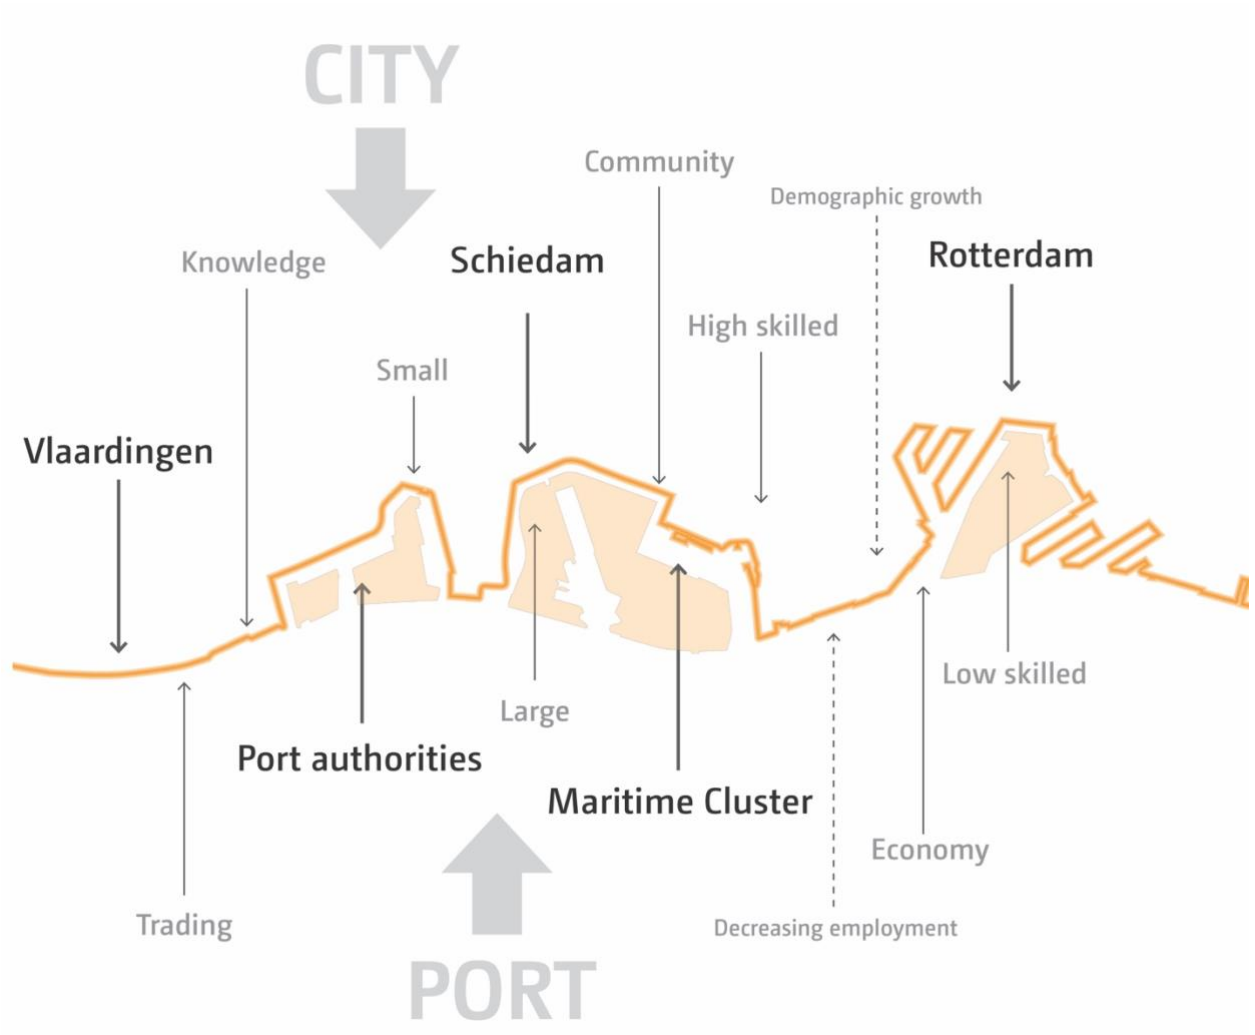 CITY
Community
Demographic growth
Knowledge
Schiedam
Rotterdam
High skilled
Small
Vlaardingen
Low skilled
Large
Port authorities
Maritime Cluster
Economy
Trading
Decreasing employment
PORT